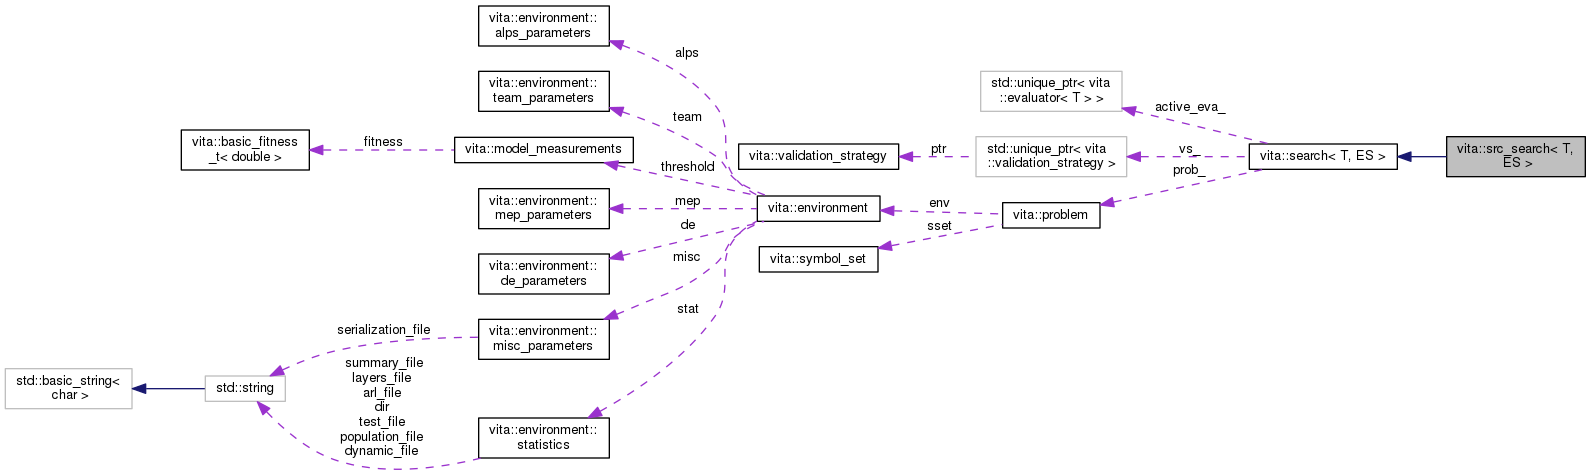 vita::environment::
alps_parameters
alps
vita::environment::
team_parameters
team
std::unique_ptr< vita
::evaluator< T > >
active_eva_
vita::basic_fitness
_t< double >
fitness
vita::model_measurements
threshold
vita::validation_strategy
ptr
std::unique_ptr< vita
::validation_strategy >
vs_
vita::search< T, ES >
vita::src_search< T,
ES >
prob_
vita::environment::
mep_parameters
mep
vita::environment
env
vita::problem
sset
vita::symbol_set
de
vita::environment::
de_parameters
misc
stat
vita::environment::
misc_parameters
serialization_file
std::basic_string<
char >
std::string
summary_file
layers_file
arl_file
dir
test_file
population_file
dynamic_file
vita::environment::
statistics